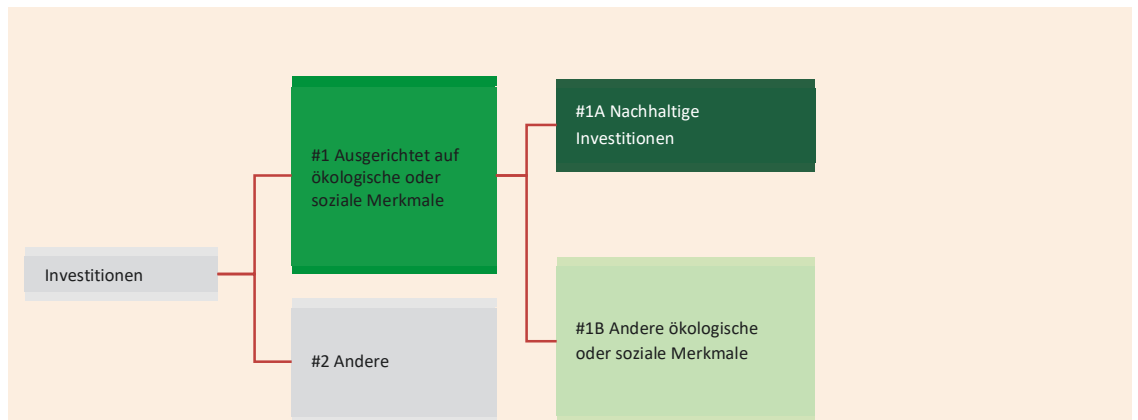 #1A Nachhaltige
Investitionen
#1 Ausgerichtet auf
ökologische oder
soziale Merkmale
Investitionen
#1B Andere ökologische
oder soziale Merkmale
#2 Andere